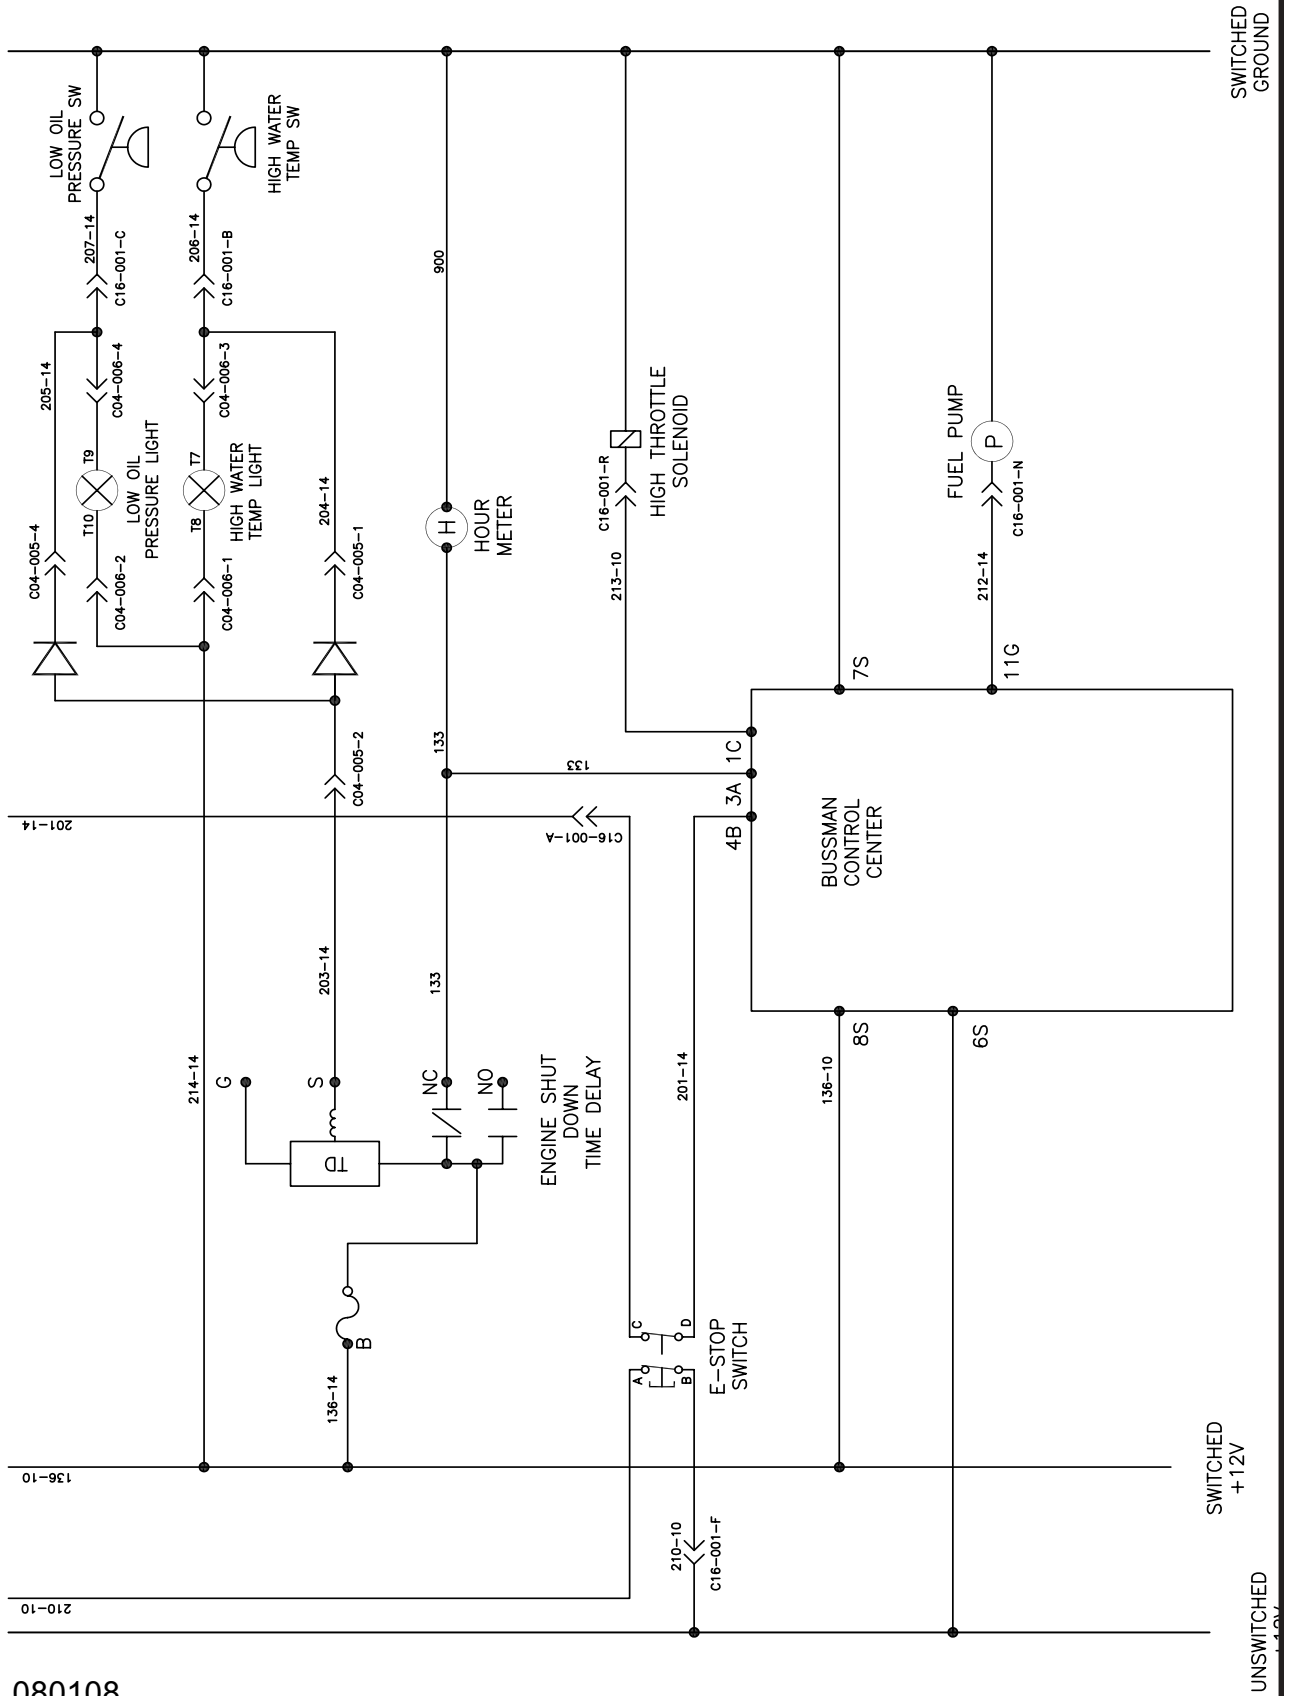 SWITCHED
GROUND
LOW OIL
PRESSURE SW
HIGH WATER
TEMP SW
207-14
C16-001-C
206-14
C16-001-B
900
205-14
C04-006-4
C04-006-3
T9
T10
LOW OIL
PRESSURE LIGHT
T7
T8
HIGH WATER
TEMP LIGHT
204-14
C04-005-4
C04-006-2
C04-006-1
C04-005-1
H
HOUR
METER
C16-001-R
HIGH THROTTLE
SOLENOID
213-10
FUEL PUMP
P
C16-001-N
212-14
7S
11G
133
133
1C
3A
4B
C04-005-2
201-14
C16-001-A
BUSSMAN
CONTROL
CENTER
203-14
133
214-14
G
S
NC
NO
TD
ENGINE SHUT
DOWN
TIME DELAY
201-14
136-10
8S
6S
B
136-14
C
D
A
B
E-STOP
SWITCH
136-10
SWITCHED
+12V
210-10
C16-001-F
210-10
UNSWITCHED
080108